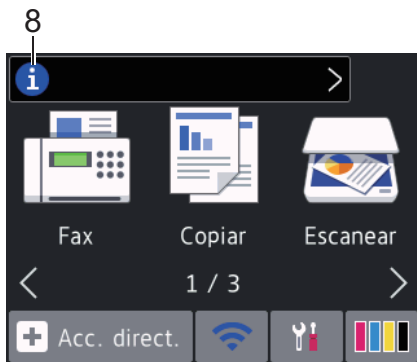 8
i >
Fax Copiar Escanear
< 1 / 3 >
+ Acc. direct.